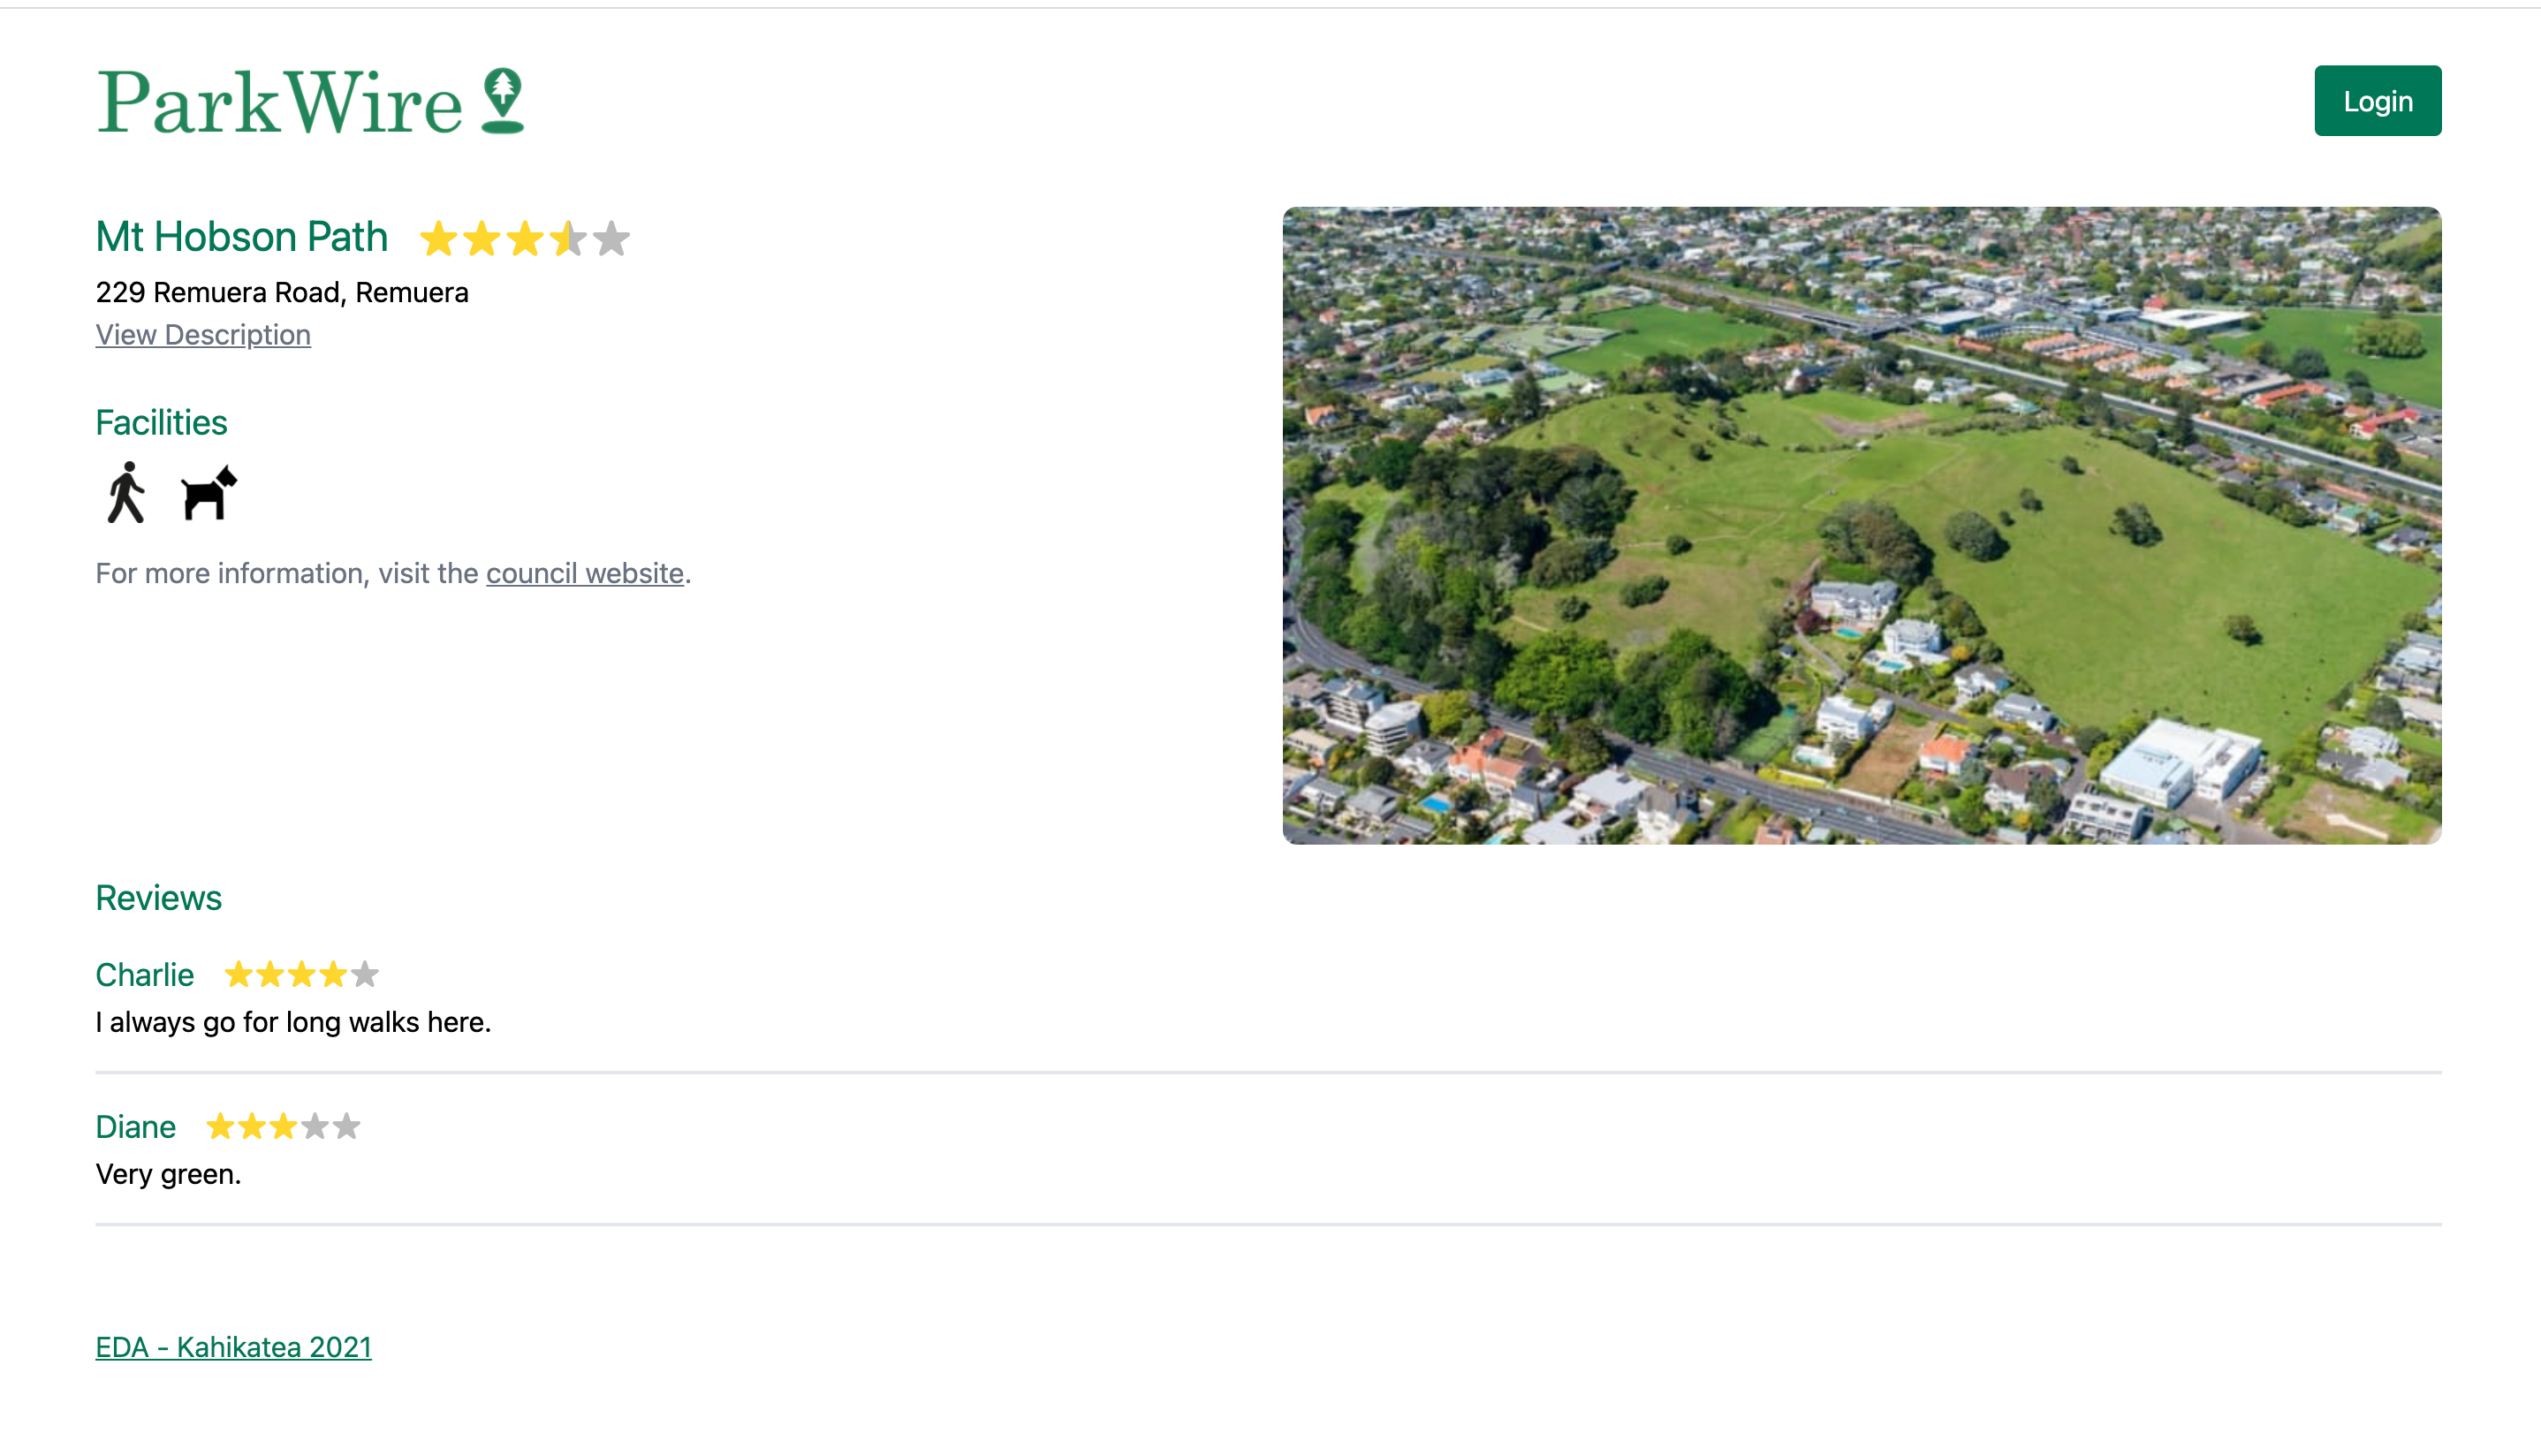 ParkWire
Login
Mt Hobson Path
229 Remuera Road, Remuera
View Description
Facilities
For more information, visit the council website.
Reviews
Charlie
I always go for long walks here.
Diane
Very green.
EDA - Kahikatea 2021